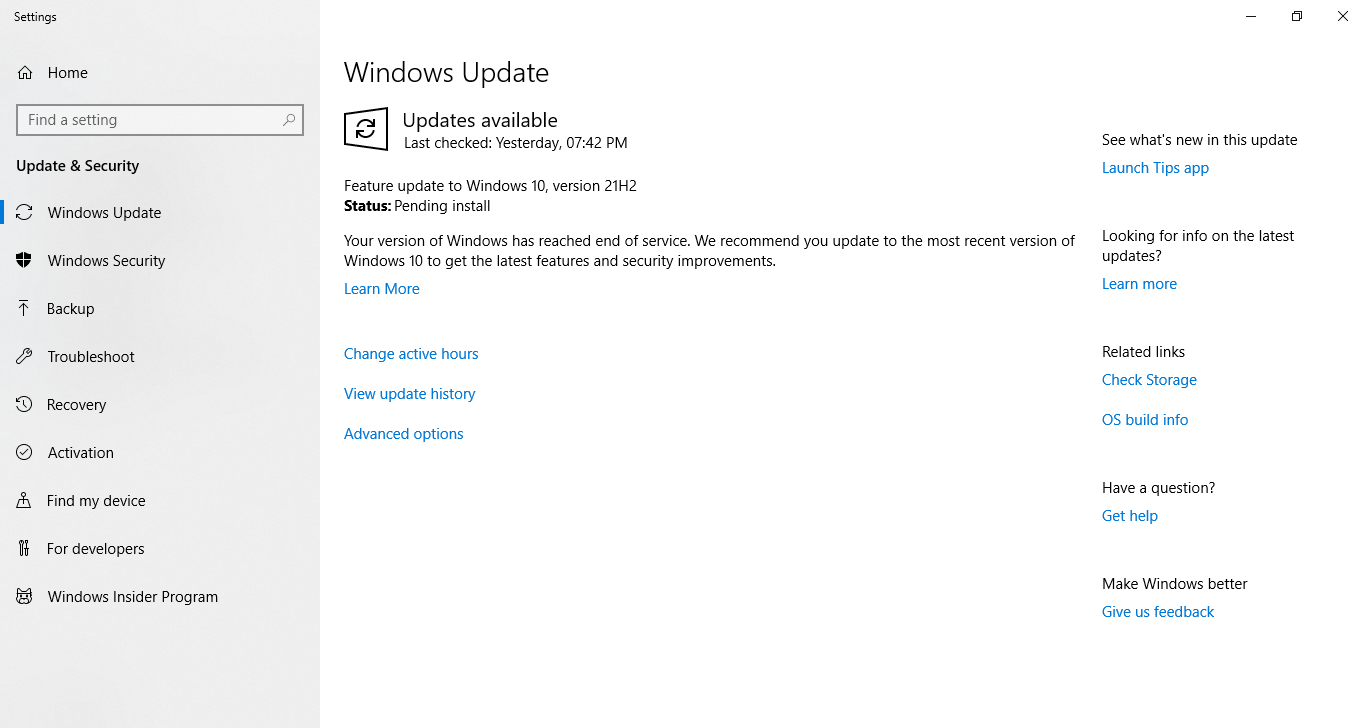 Settings
Home
Find a setting
Update & Security
Windows Update
Windows Security
Backup
Troubleshoot
Recovery
Activation
Find my device
For developers
Windows Insider Program
Windows Update
Updates available
Last checked: Yesterday, 07:42 PM
Feature update to Windows 10, version 21H2
Status: Pending install
Your version of Windows has reached end of service. We recommend you update to the most recent version of
Windows 10 to get the latest features and security improvements.
Learn More
Change active hours
View update history
Advanced options
See what's new in this update
Launch Tips app
Looking for info on the latest
updates?
Learn more
Related links
Check Storage
OS build info
Have a question?
Get help
Make Windows better
Give us feedback